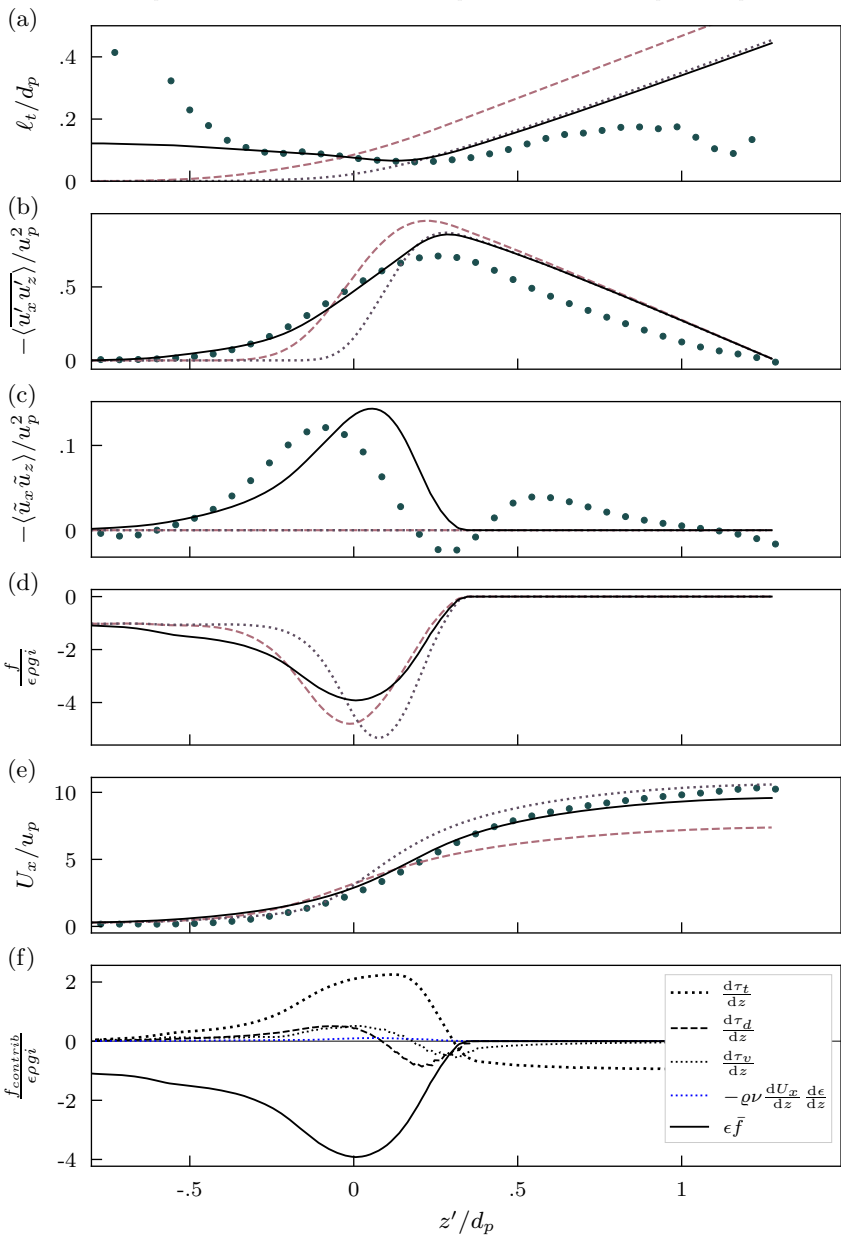 (a)
.4
.2
0
ℓ_t/d_p
(b)
.5
0
−⟨\overline{u′_x u′_z}⟩/u_p^2
(c)
.1
0
−⟨ũ_x ũ_z⟩/u_p^2
(d)
0
-2
-4
f/ϵρgi
(e)
10
5
0
U_x/u_p
(f)
2
0
-2
-4
f_contrib/ϵρgi
dτ_t/dz
dτ_d/dz
dτ_v/dz
−ϱν dU_x/dz dϵ/dz
ϵf̄
-.5
0
.5
1
z′/d_p